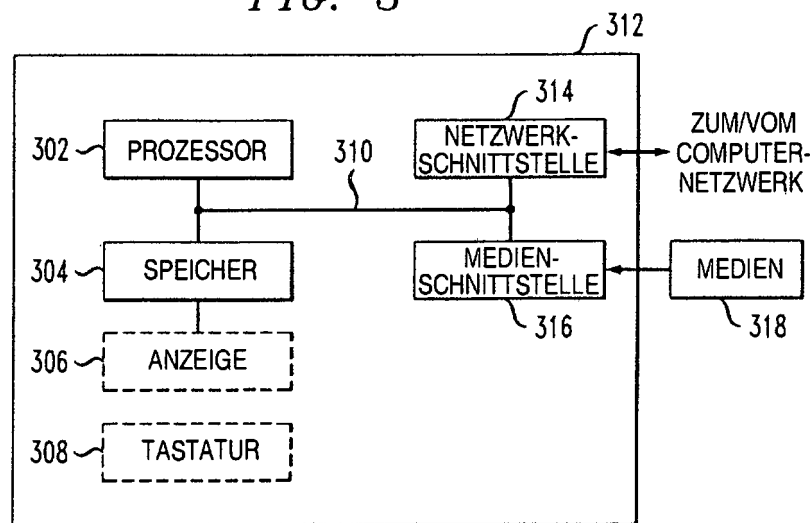 FIG. 3
312
302
PROZESSOR
310
314
NETZWERK-
SCHNITTSTELLE
ZUM/VOM
COMPUTER-
NETZWERK
304
SPEICHER
MEDIEN-
SCHNITTSTELLE
316
MEDIEN
318
306
ANZEIGE
308
TASTATUR